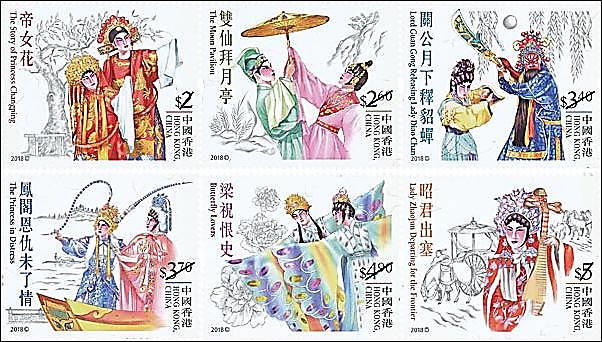 帝女花
The Story of Princess Changping
$2
中國香港
HONG KONG,
CHINA
2018©
雙仙拜月亭
The Moon Pavilion
$2.60
中國香港
HONG KONG,
CHINA
2018©
關公月下釋貂蟬
Lord Guan Gong Releasing Lady Diao Chan
$3.40
中國香港
HONG KONG,
CHINA
2018©
鳳閣恩仇未了情
The Princess in Distress
$3.70
中國香港
HONG KONG,
CHINA
2018©
梁祝恨史
Butterfly Lovers
$4.90
中國香港
HONG KONG,
CHINA
2018©
昭君出塞
Lady Zhaojun Departing for the Frontier
$5
中國香港
HONG KONG,
CHINA
2018©